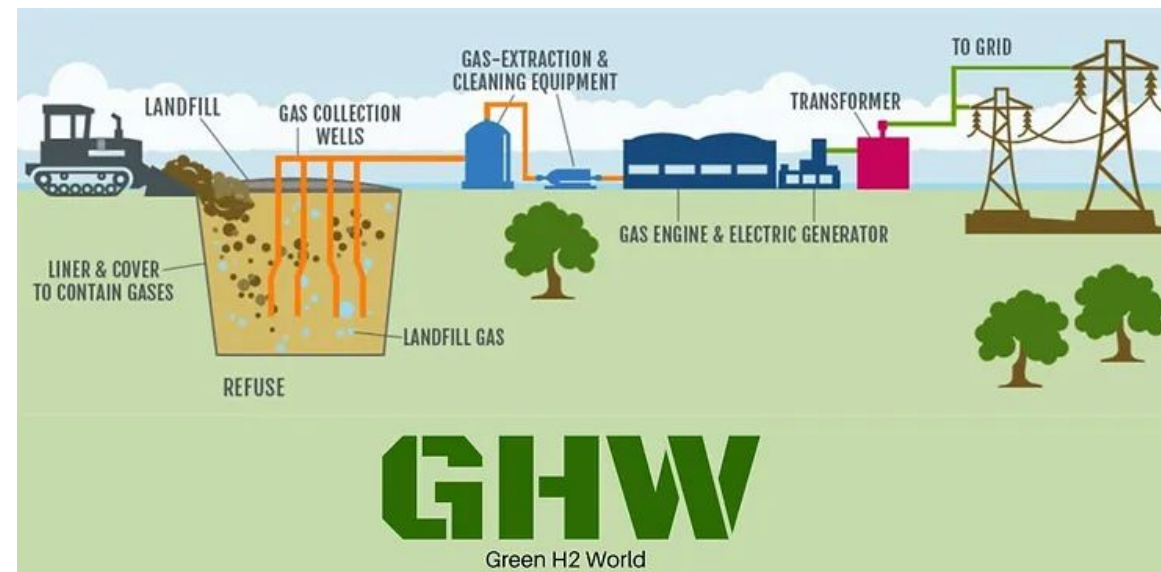 LANDFILL
GAS COLLECTION
WELLS
GAS-EXTRACTION &
CLEANING EQUIPMENT
TRANSFORMER
TO GRID
GAS ENGINE & ELECTRIC GENERATOR
LINER & COVER
TO CONTAIN GASES
LANDFILL GAS
REFUSE
GHW
Green H2 World